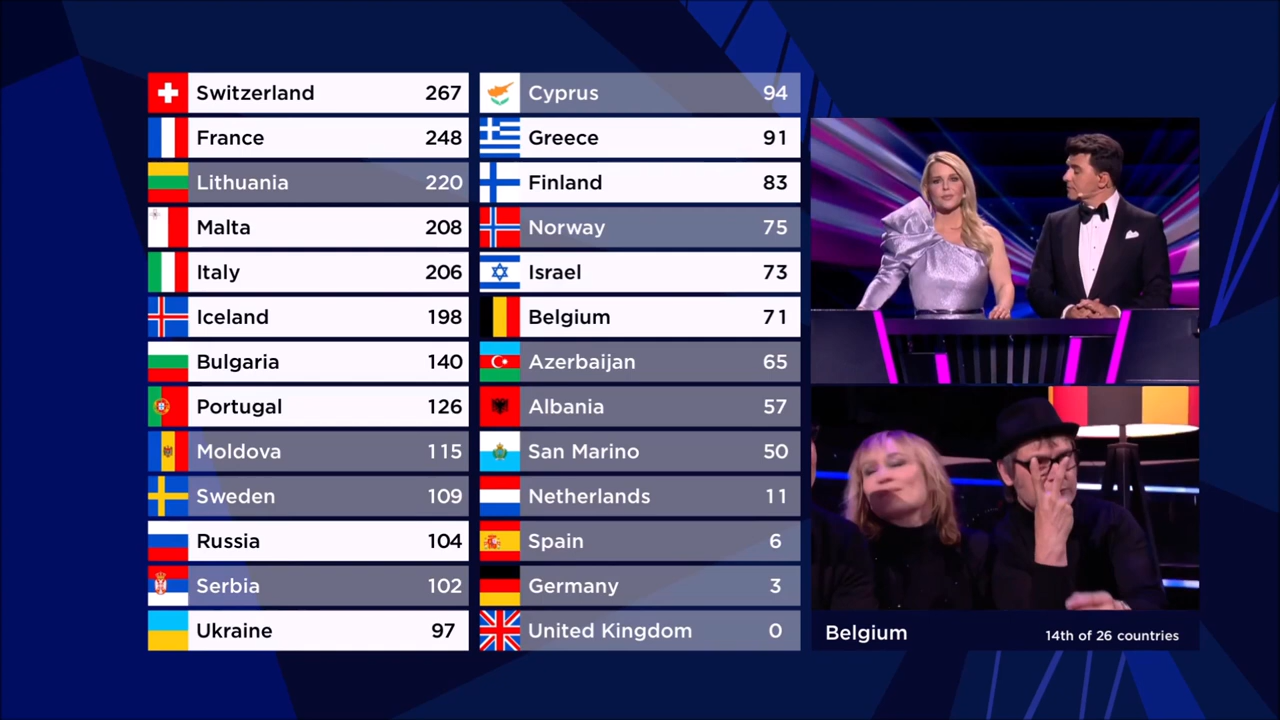 Switzerland 267
France 248
Lithuania 220
Malta 208
Italy 206
Iceland 198
Bulgaria 140
Portugal 126
Moldova 115
Sweden 109
Russia 104
Serbia 102
Ukraine 97
Cyprus 94
Greece 91
Finland 83
Norway 75
Israel 73
Belgium 71
Azerbaijan 65
Albania 57
San Marino 50
Netherlands 11
Spain 6
Germany 3
United Kingdom 0
Belgium 14th of 26 countries